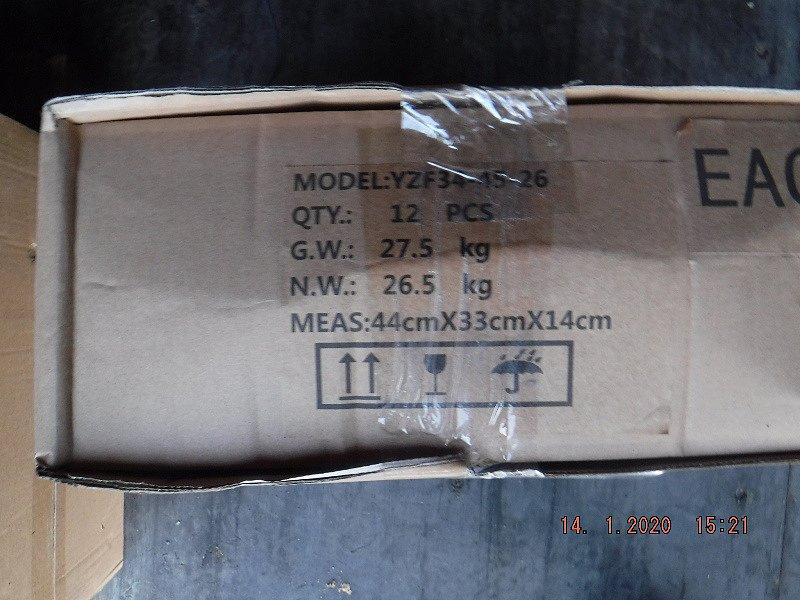 MODEL:YZF34-45-26
QTY.: 12 PCS
G.W.: 27.5 kg
N.W.: 26.5 kg
MEAS:44cmX33cmX14cm
EAC
14. 1.2020 15:21